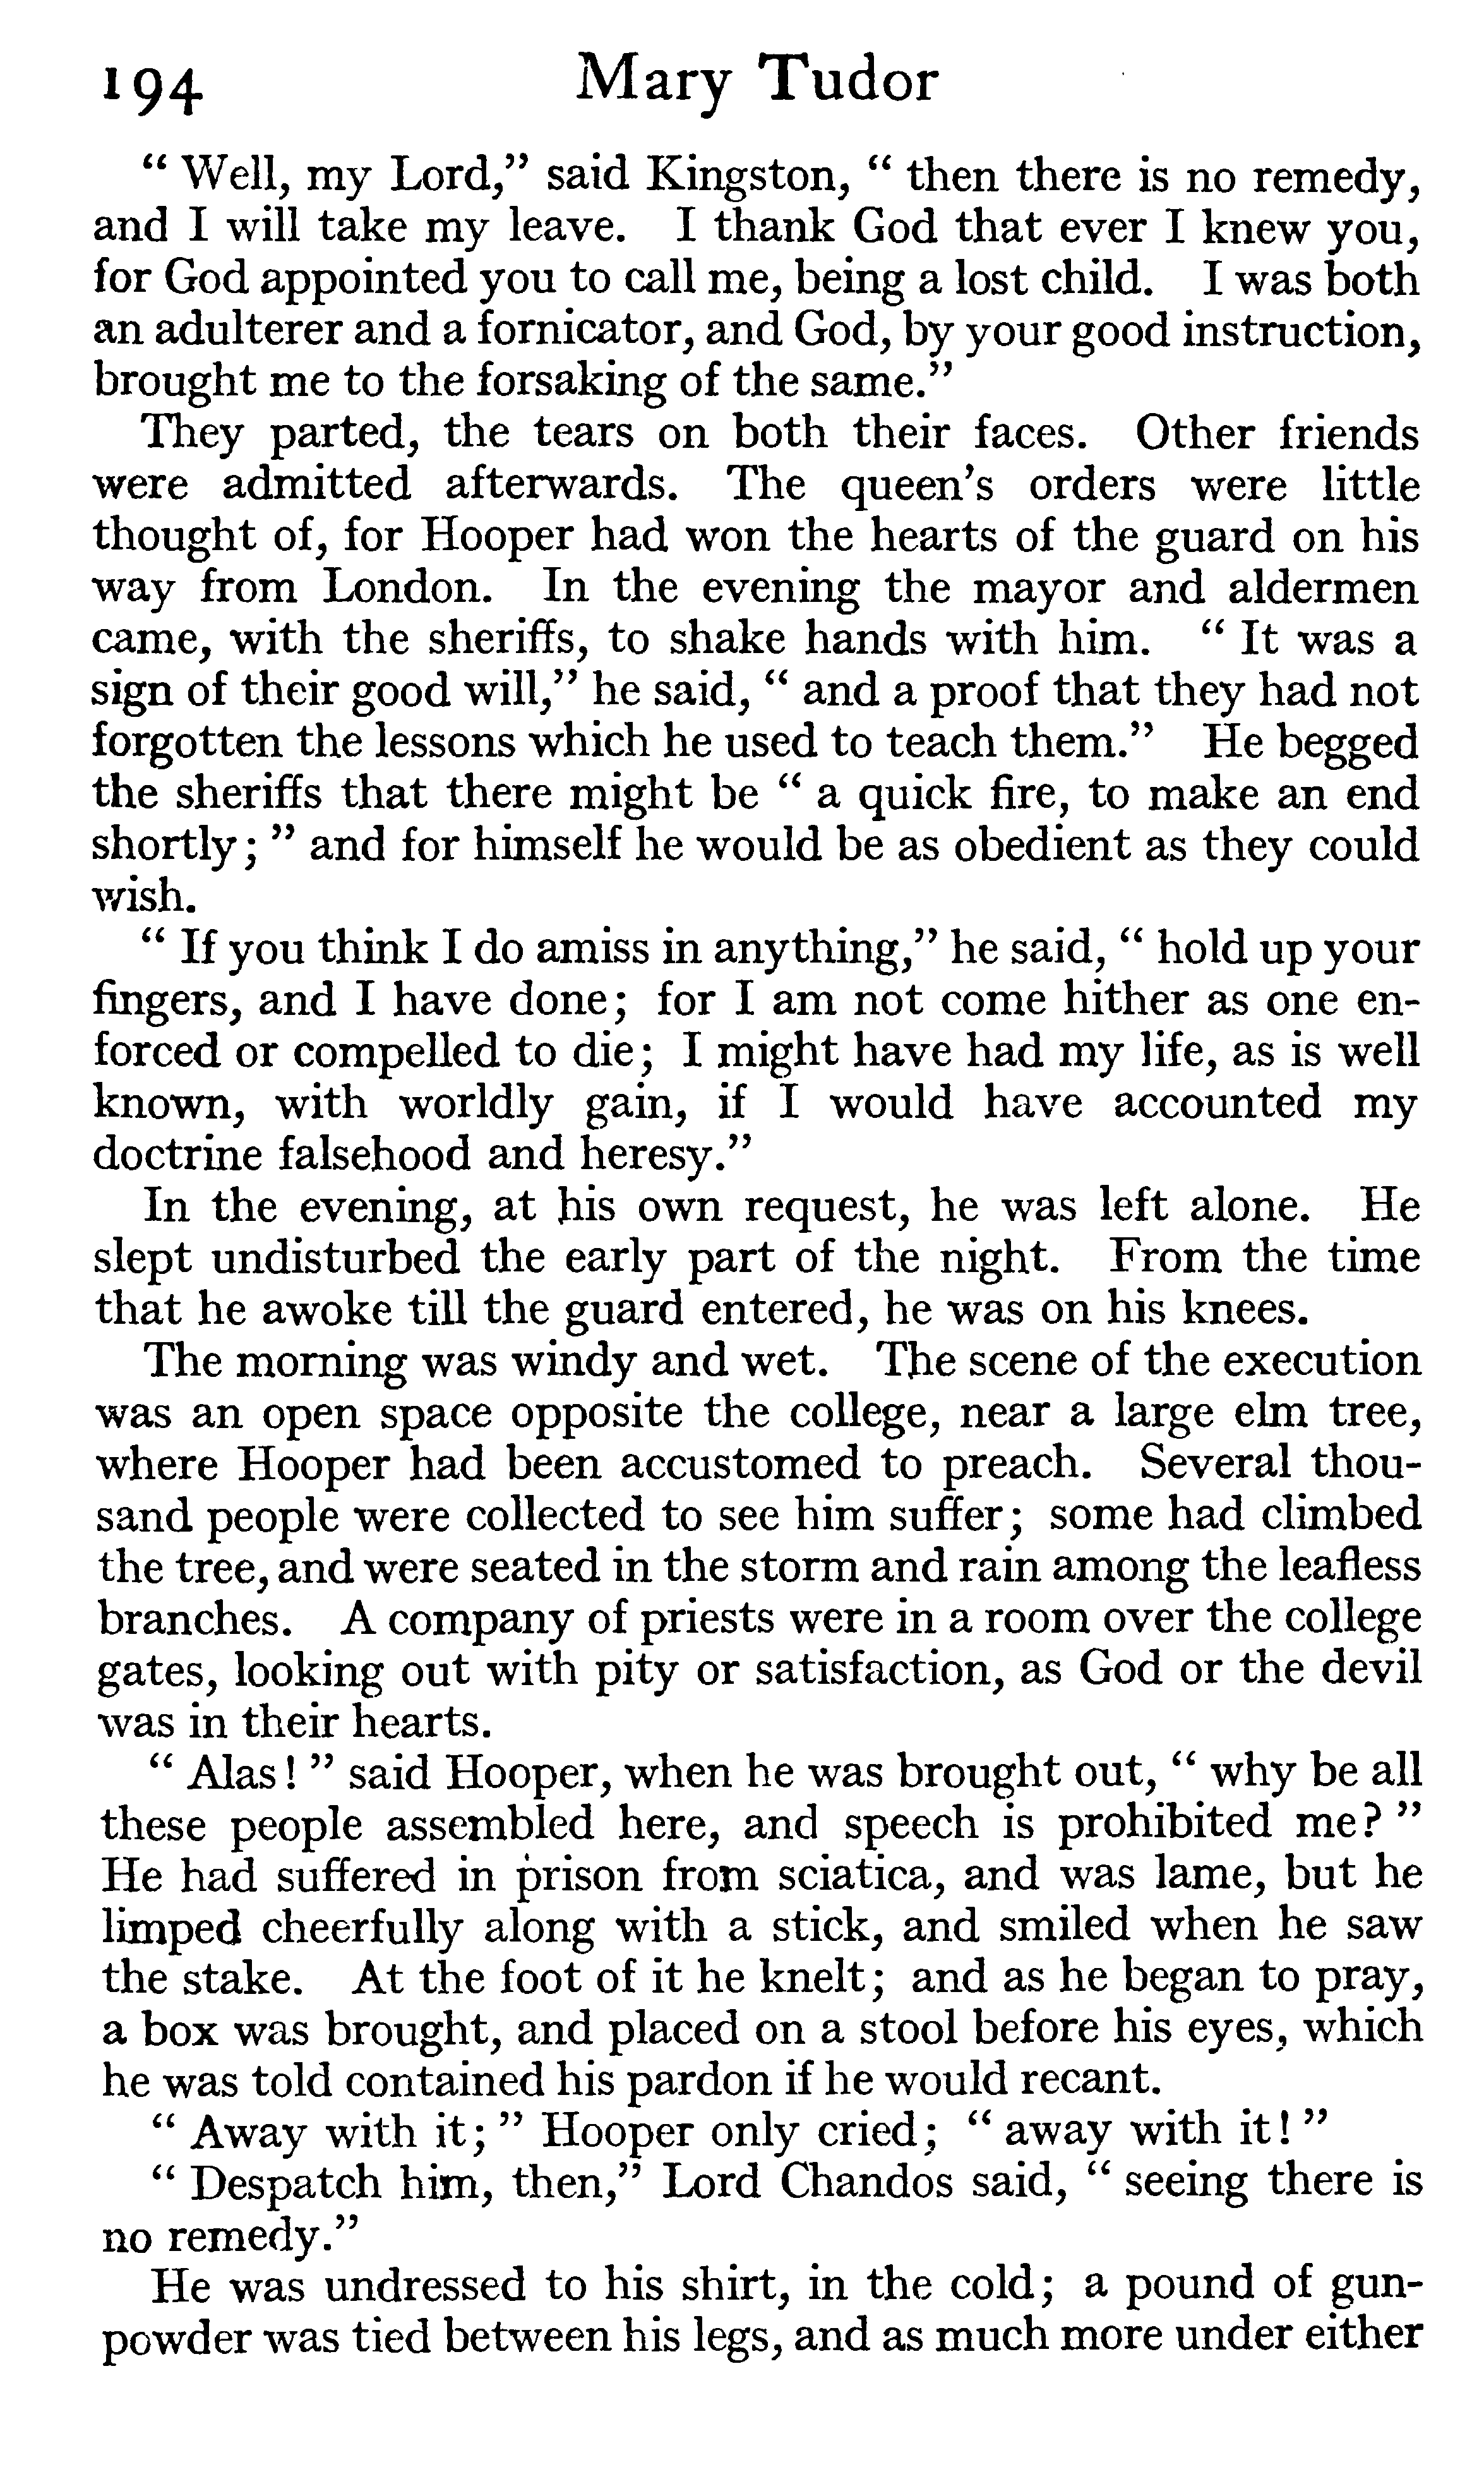 194 Mary Tudor
“ Well, my Lord,” said Kingston, “ then there is no remedy,
and I will take my leave. I thank God that ever I knew you,
for God appointed you to call me, being a lost child. I was both
an adulterer and a fornicator, and God, by your good instruction,
brought me to the forsaking of the same.”
They parted, the tears on both their faces. Other friends
were admitted afterwards. The queen’s orders were little
thought of, for Hooper had won the hearts of the guard on his
way from London. In the evening the mayor and aldermen
came, with the sheriffs, to shake hands with him. “ It was a
sign of their good will,” he said, “ and a proof that they had not
forgotten the lessons which he used to teach them.” He begged
the sheriffs that there might be “ a quick fire, to make an end
shortly; ” and for himself he would be as obedient as they could
wish.
“ If you think I do amiss in anything,” he said, “ hold up your
fingers, and I have done; for I am not come hither as one en-
forced or compelled to die; I might have had my life, as is well
known, with worldly gain, if I would have accounted my
doctrine falsehood and heresy.”
In the evening, at his own request, he was left alone. He
slept undisturbed the early part of the night. From the time
that he awoke till the guard entered, he was on his knees.
The morning was windy and wet. The scene of the execution
was an open space opposite the college, near a large elm tree,
where Hooper had been accustomed to preach. Several thou-
sand people were collected to see him suffer; some had climbed
the tree, and were seated in the storm and rain among the leafless
branches. A company of priests were in a room over the college
gates, looking out with pity or satisfaction, as God or the devil
was in their hearts.
“ Alas! ” said Hooper, when he was brought out, “ why be all
these people assembled here, and speech is prohibited me? ”
He had suffered in prison from sciatica, and was lame, but he
limped cheerfully along with a stick, and smiled when he saw
the stake. At the foot of it he knelt; and as he began to pray,
a box was brought, and placed on a stool before his eyes, which
he was told contained his pardon if he would recant.
“ Away with it; ” Hooper only cried; “ away with it! ”
“ Despatch him, then,” Lord Chandos said, “ seeing there is
no remedy.”
He was undressed to his shirt, in the cold; a pound of gun-
powder was tied between his legs, and as much more under either